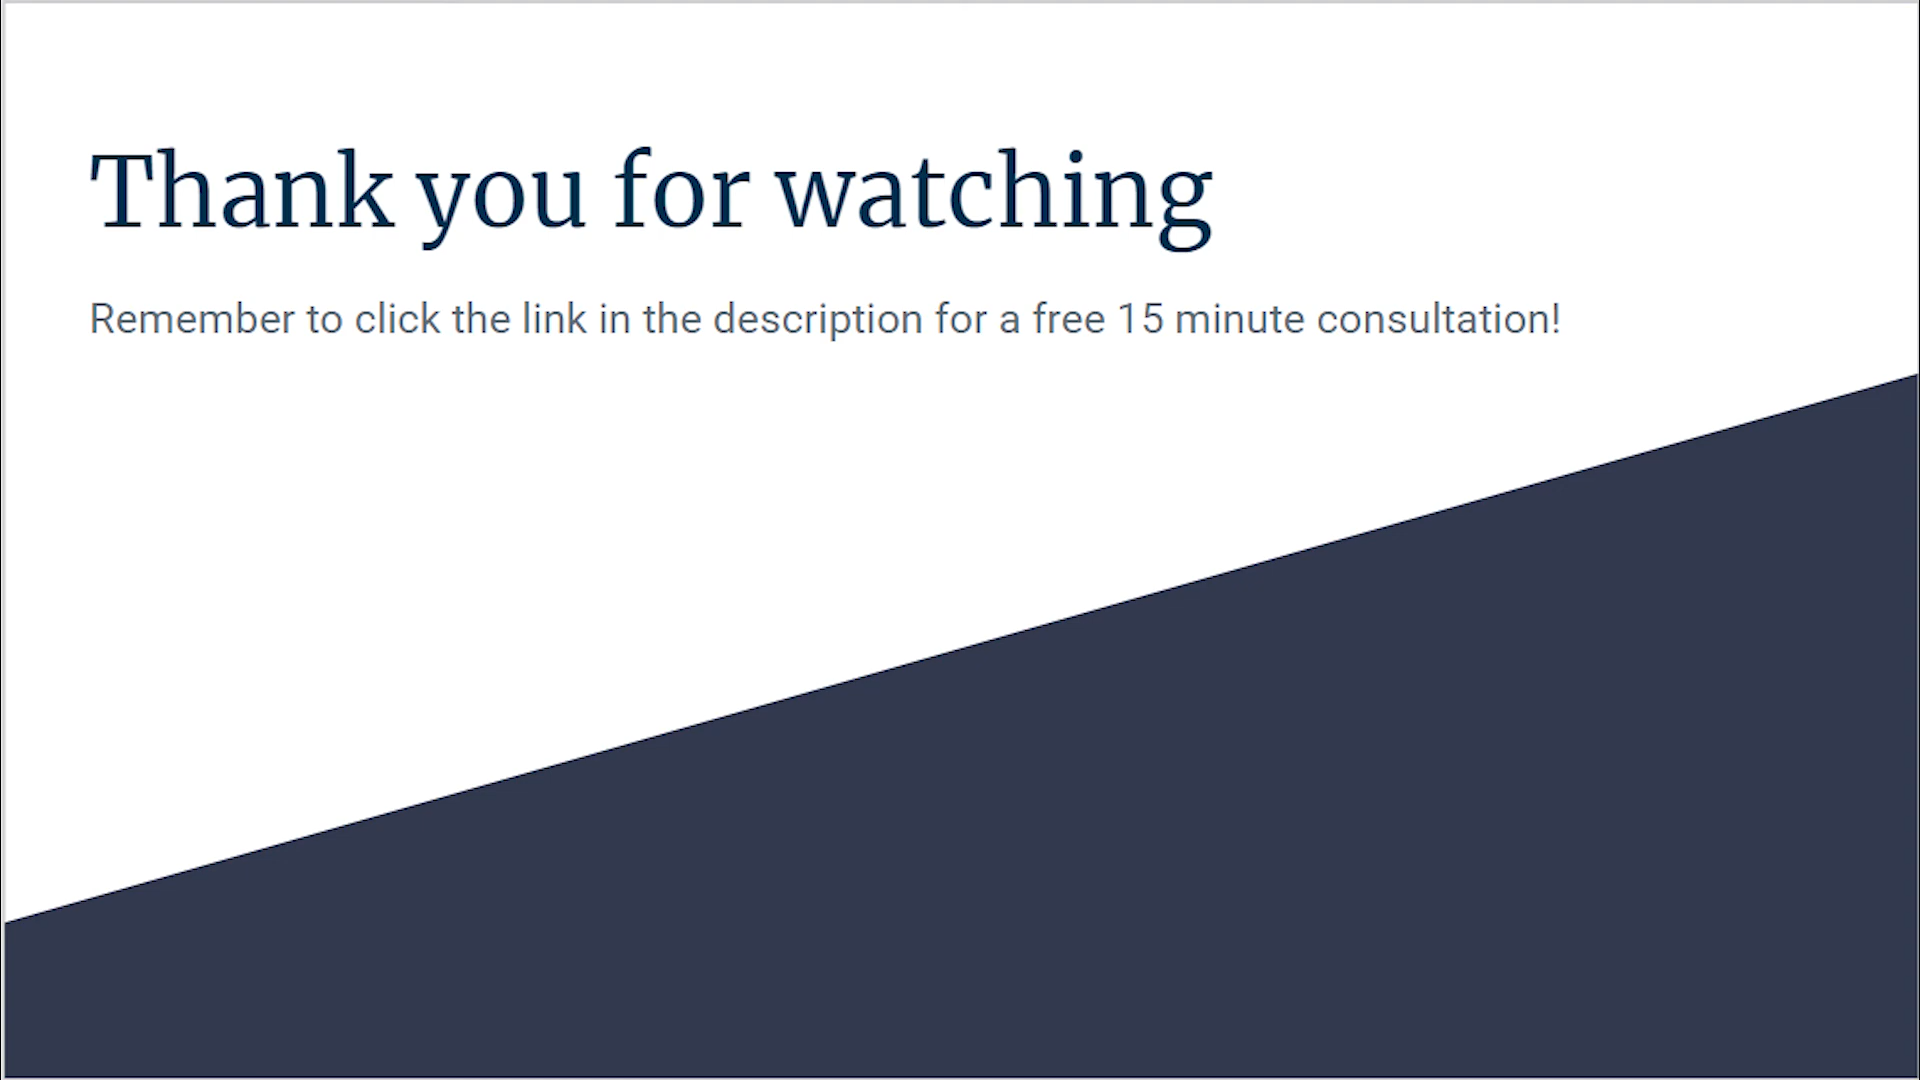 Thank you for watching
Remember to click the link in the description for a free 15 minute consultation!